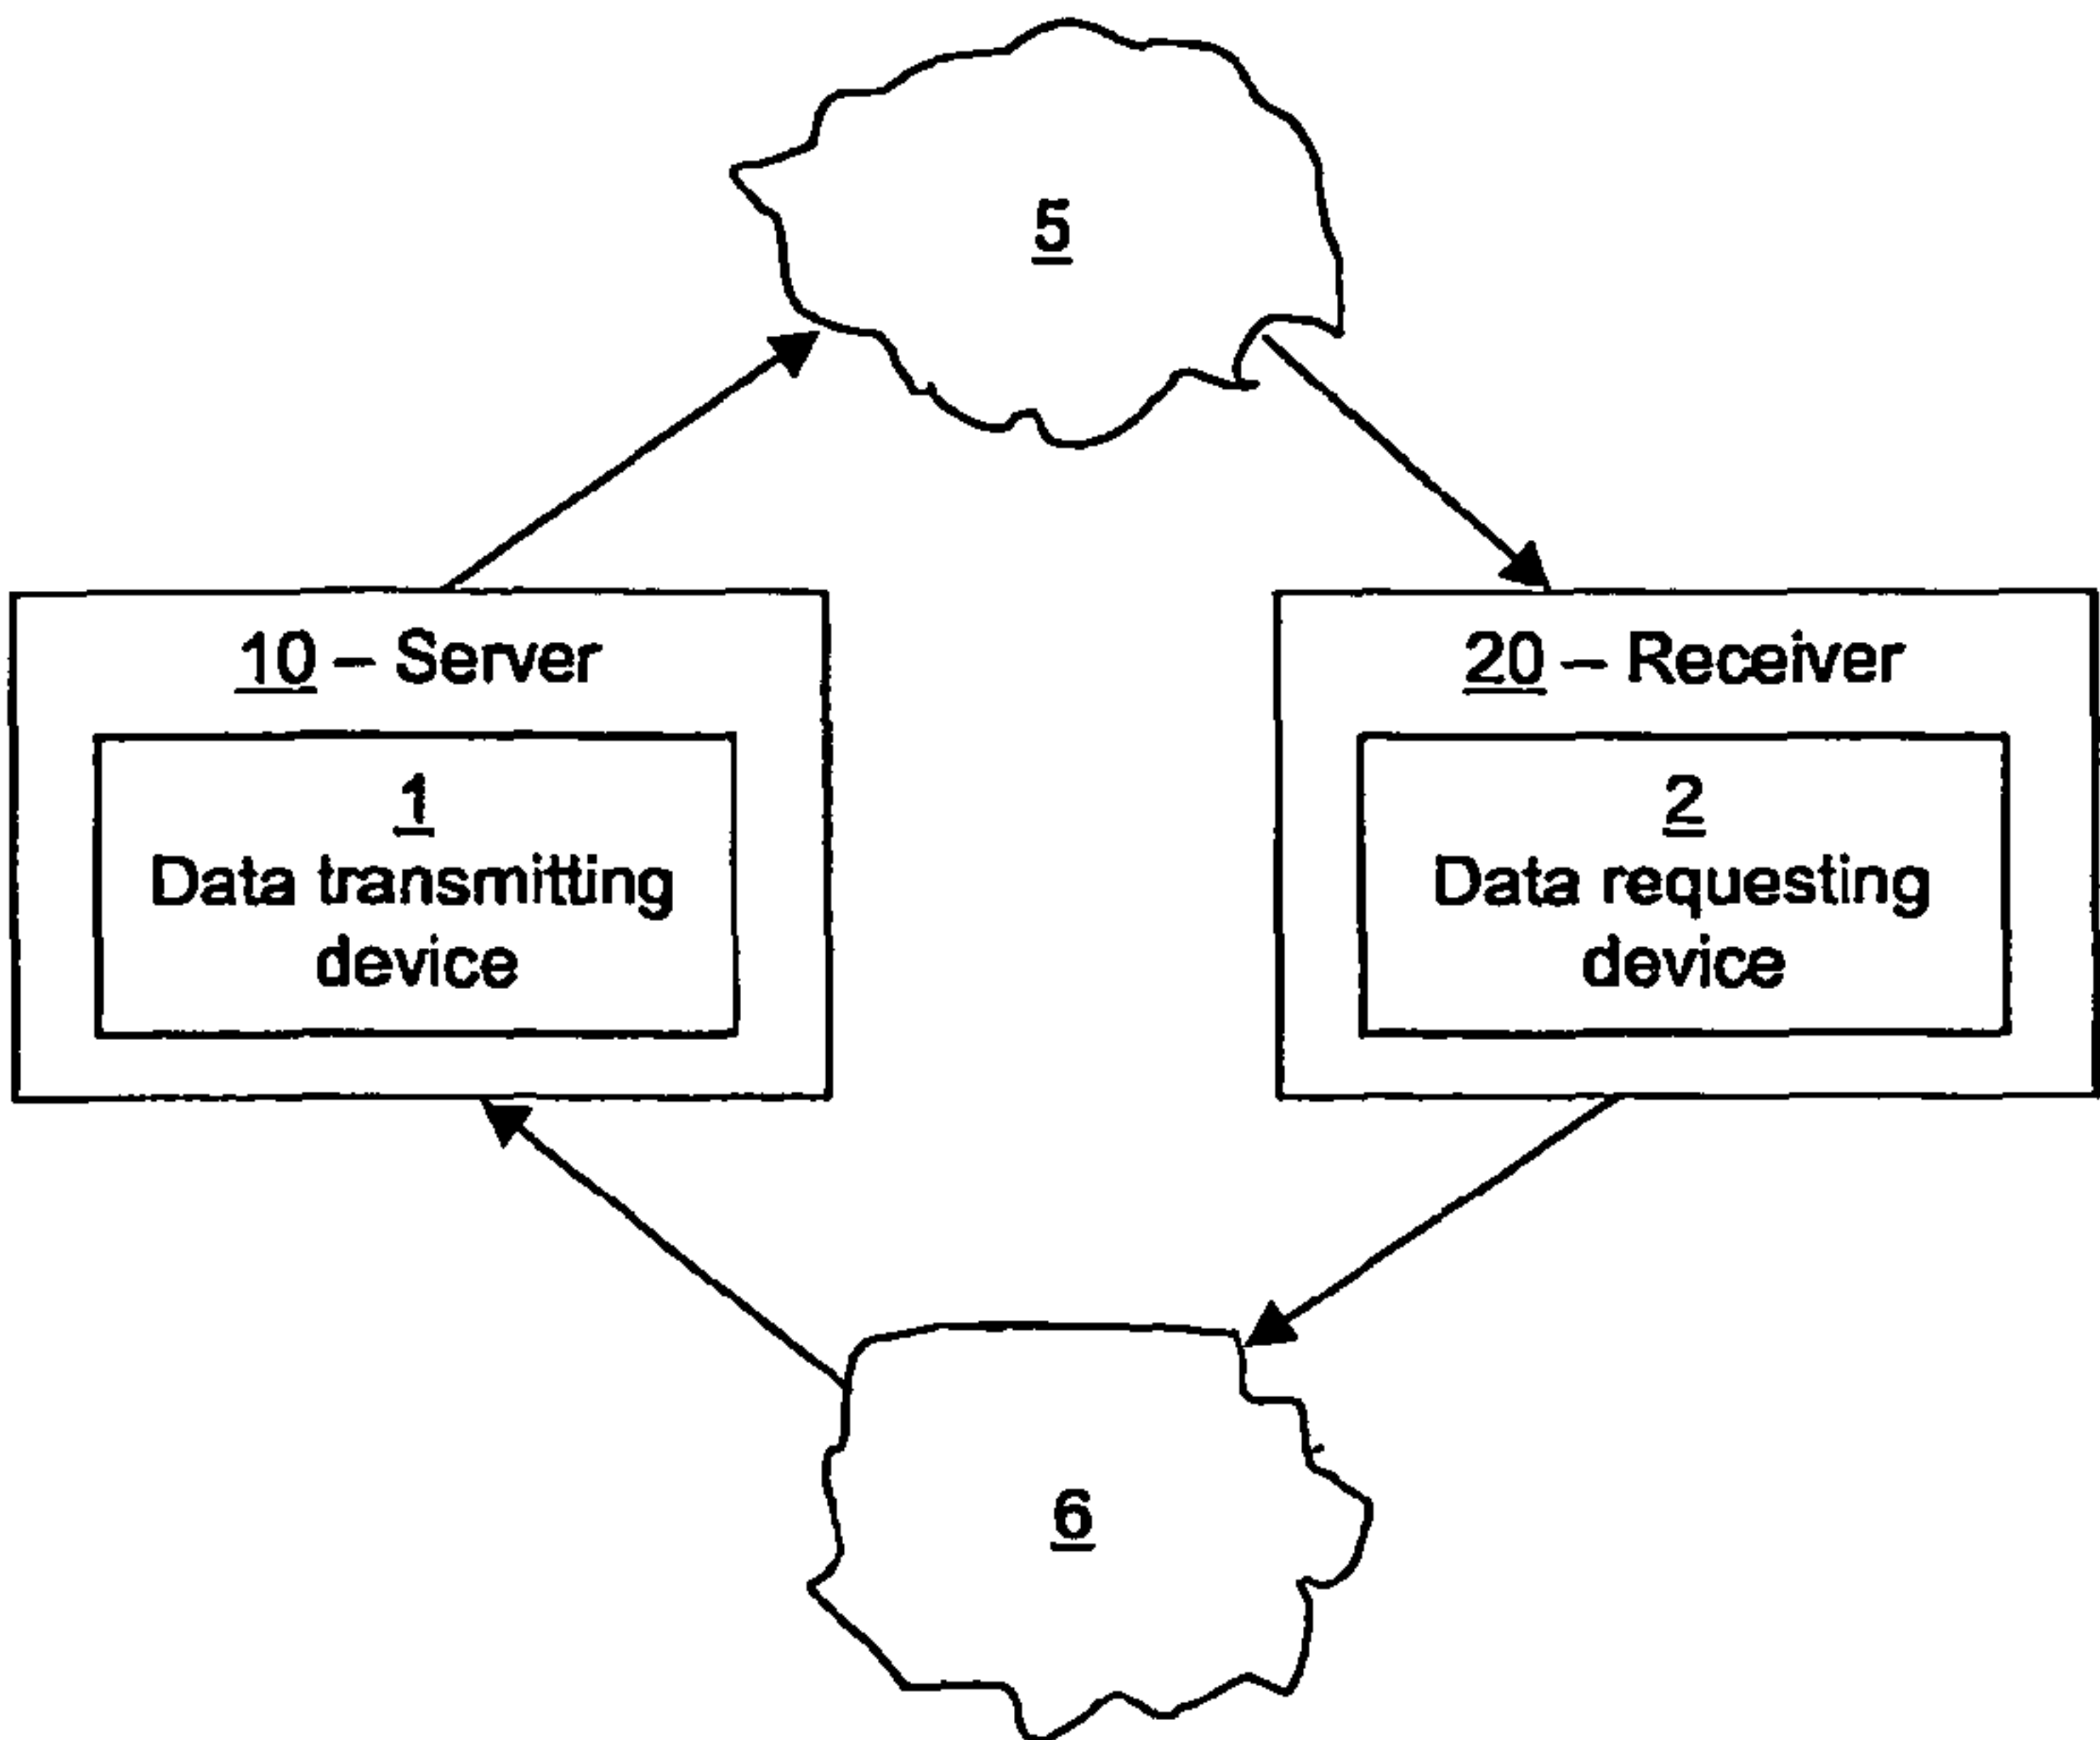 5
10 – Server
1
Data transmitting
device
20 – Receiver
2
Data requesting
device
6